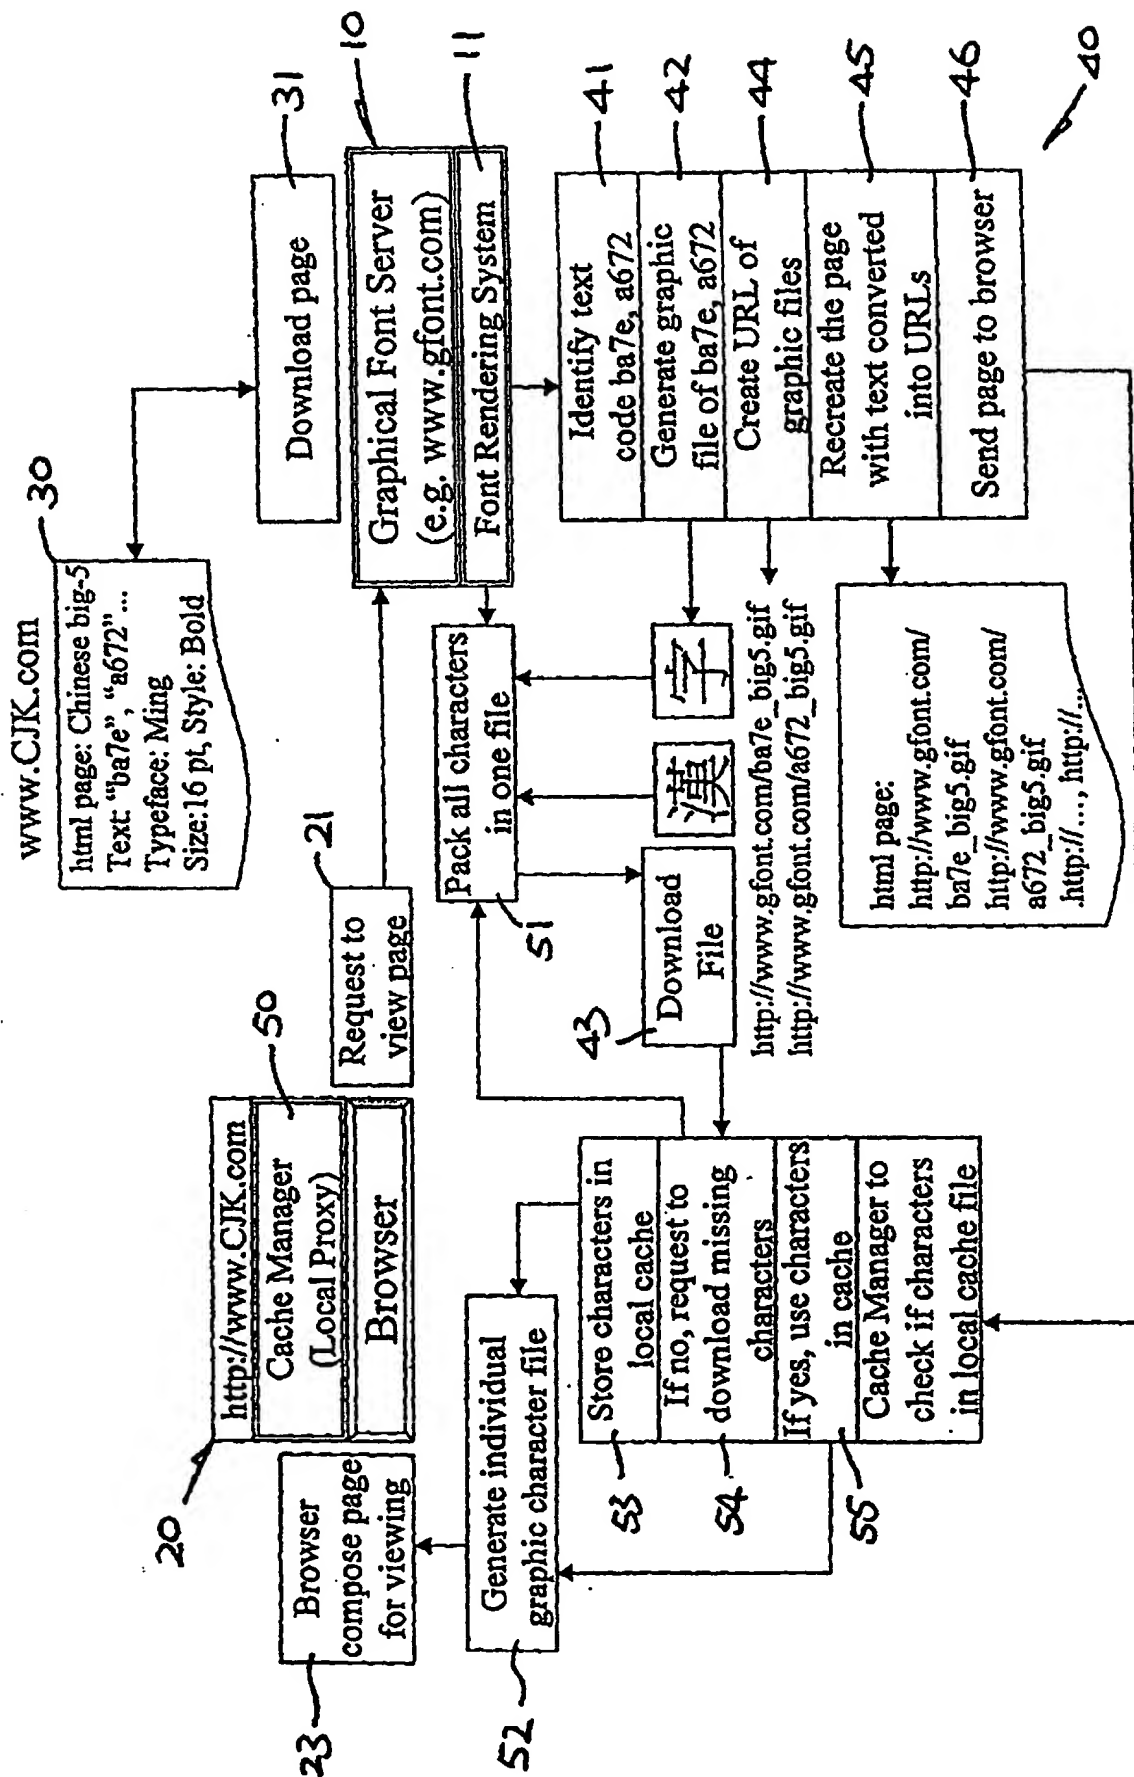 www.CJK.com
30
html page: Chinese big-5
Text: “ba7e”, “a672”...
Typeface: Ming
Size:16 pt, Style: Bold
31
Download page
10
Graphical Font Server
(e.g. www.gfont.com)
11
Font Rendering System
20
http://www.CJK.com
50
Cache Manager
(Local Proxy)
Browser
21
Request to
view page
23
Browser
compose page
for viewing
51
Pack all characters
in one file
漢
字
43
Download
File
41
Identify text
code ba7e, a672
42
Generate graphic
file of ba7e, a672
44
Create URL of
graphic files
45
Recreate the page
with text converted
into URLs
46
Send page to browser
40
http://www.gfont.com/ba7e_big5.gif
http://www.gfont.com/a672_big5.gif
html page:
http://www.gfont.com/
ba7e_big5.gif
http://www.gfont.com/
a672_big5.gif
.http://...., http://...
52
Generate individual
graphic character file
53
Store characters in
local cache
54
If no, request to
download missing
characters
55
If yes, use characters
in cache
Cache Manager to
check if characters
in local cache file